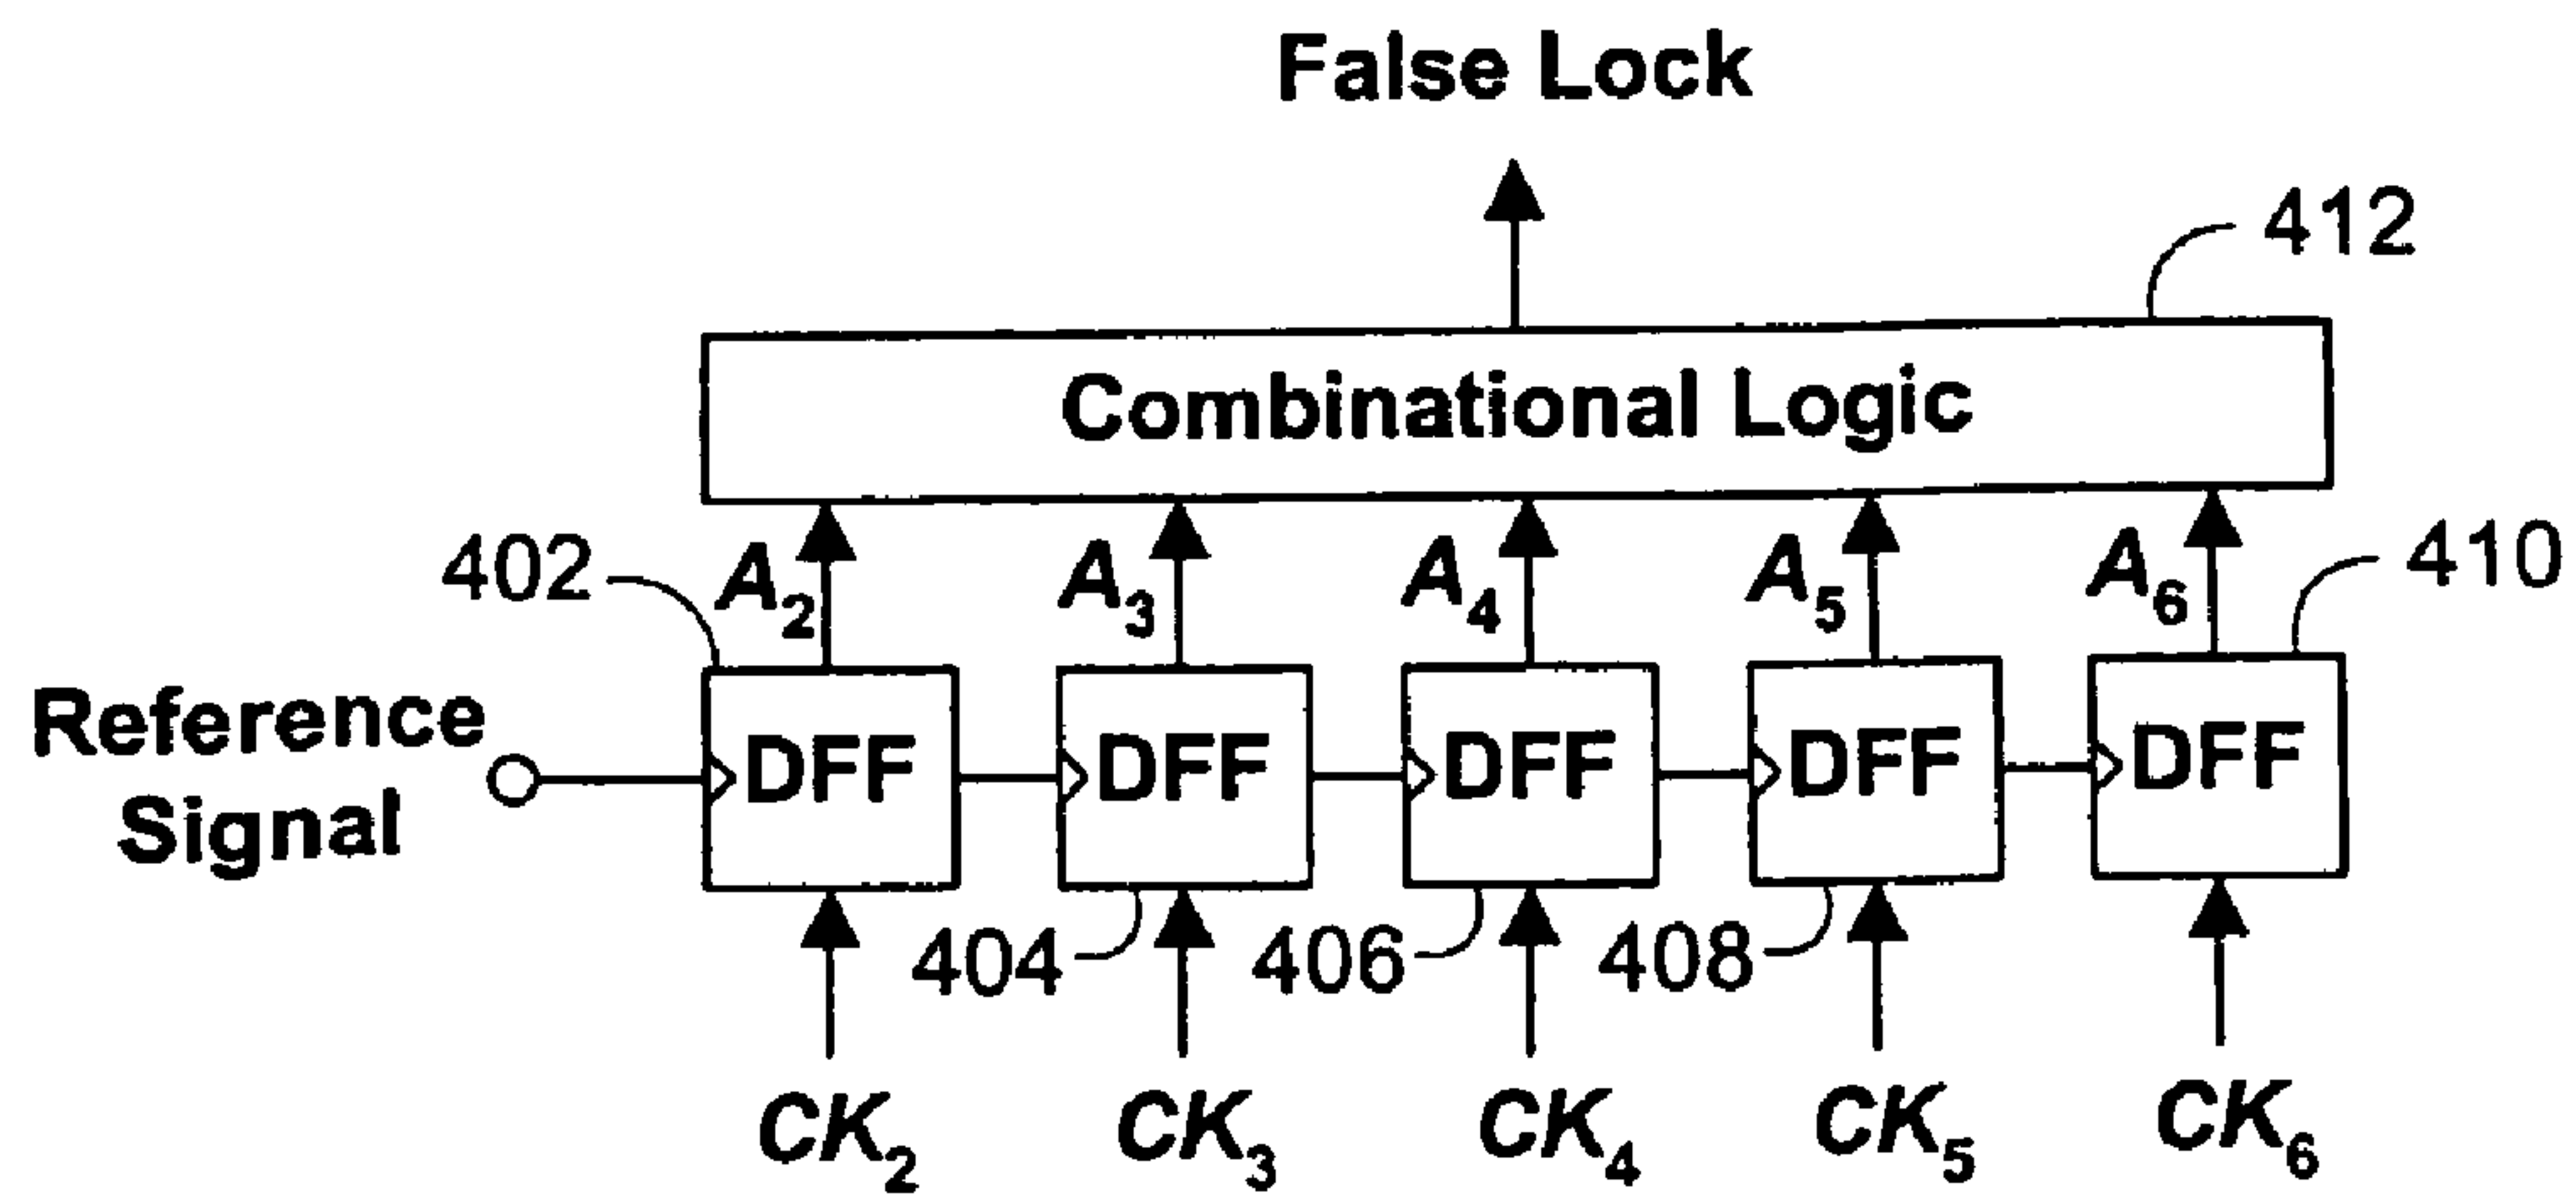 False Lock
412
Combinational Logic
402
A2
A3
A4
A5
A6
410
Reference
Signal
DFF
DFF
DFF
DFF
DFF
404
406
408
CK2
CK3
CK4
CK5
CK6